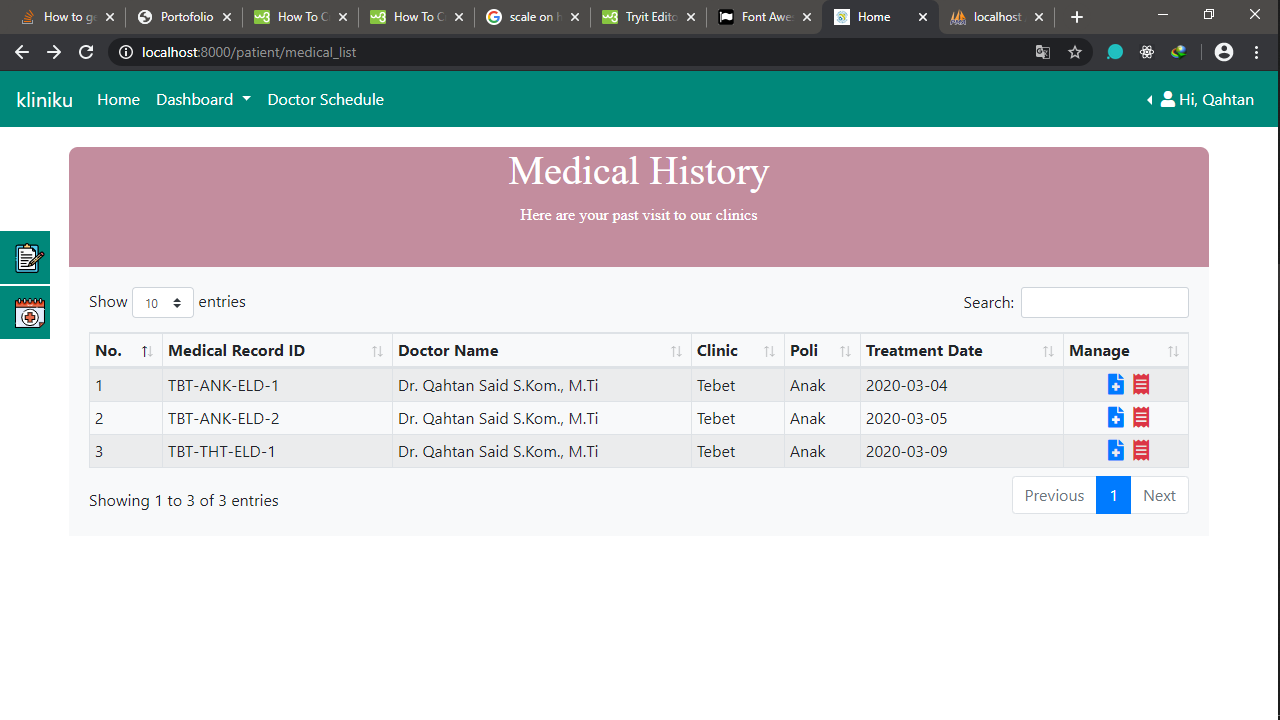 How to ge Portofolio How To C How To C scale on h Tryit Edito Font Awe Home localhost
localhost:8000/patient/medical_list
kliniku Home Dashboard Doctor Schedule Hi, Qahtan
Medical History
Here are your past visit to our clinics
Show 10 entries Search:
No. Medical Record ID Doctor Name Clinic Poli Treatment Date Manage
1 TBT-ANK-ELD-1 Dr. Qahtan Said S.Kom., M.Ti Tebet Anak 2020-03-04
2 TBT-ANK-ELD-2 Dr. Qahtan Said S.Kom., M.Ti Tebet Anak 2020-03-05
3 TBT-THT-ELD-1 Dr. Qahtan Said S.Kom., M.Ti Tebet Anak 2020-03-09
Showing 1 to 3 of 3 entries Previous 1 Next